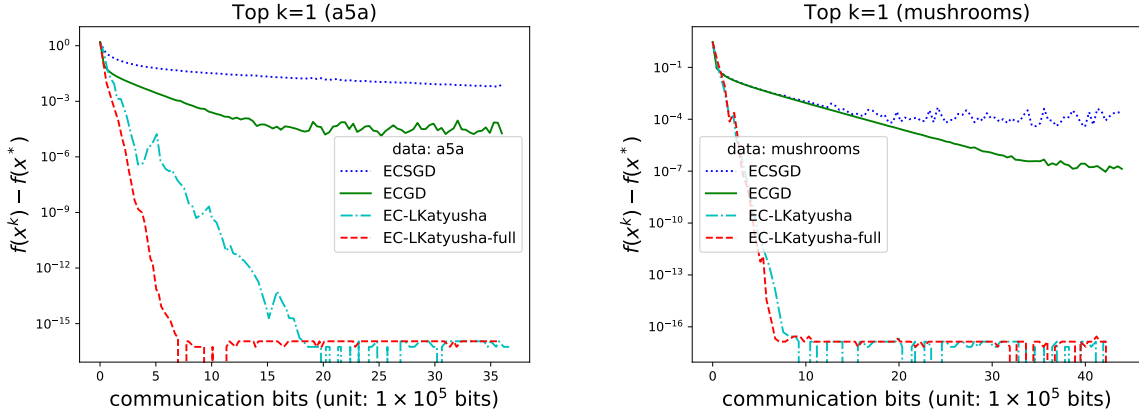 Top k=1 (a5a)
f(x^k) − f(x^*)
10^0
10^−3
10^−6
10^−9
10^−12
10^−15
data: a5a
ECSGD
ECGD
EC-LKatyusha
EC-LKatyusha-full
0 5 10 15 20 25 30 35
communication bits (unit: 1 × 10^5 bits)
Top k=1 (mushrooms)
f(x^k) − f(x^*)
10^−1
10^−4
10^−7
10^−10
10^−13
10^−16
data: mushrooms
ECSGD
ECGD
EC-LKatyusha
EC-LKatyusha-full
0 10 20 30 40
communication bits (unit: 1 × 10^5 bits)